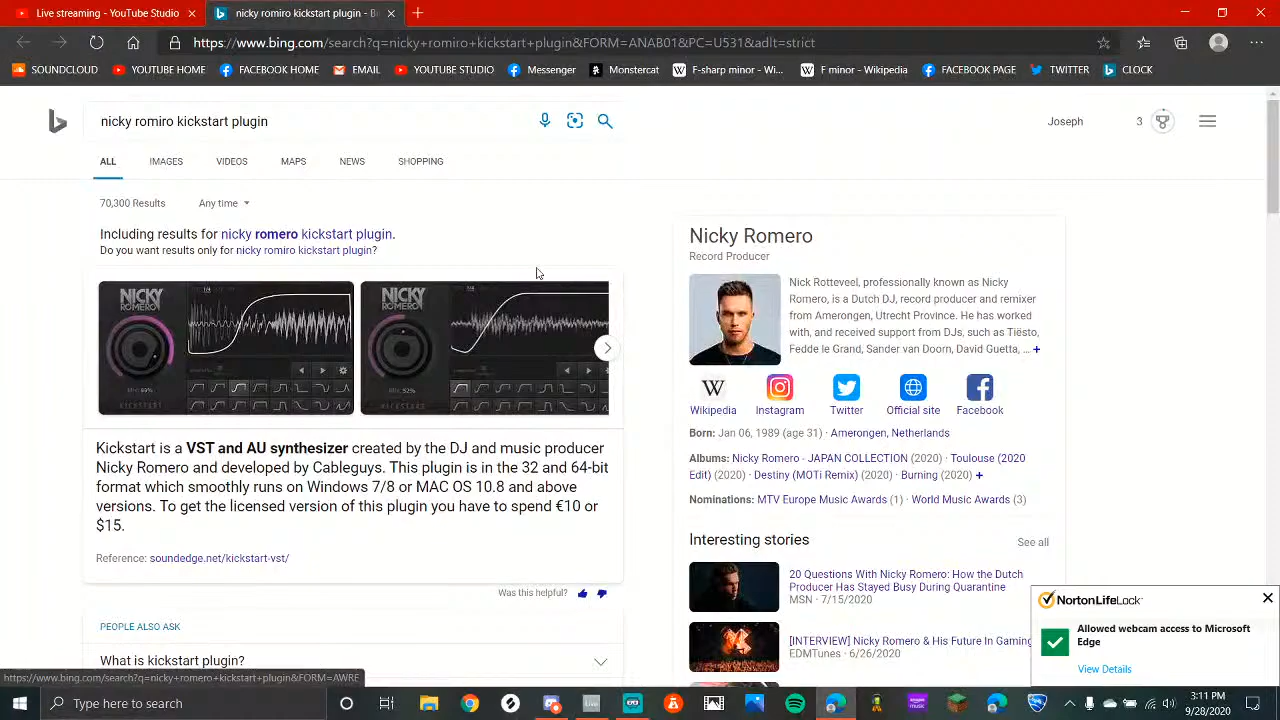 Live streaming - YouTube Studio
nicky romiro kickstart plugin - Bi
https://www.bing.com/search?q=nicky+romiro+kickstart+plugin&FORM=ANAB01&PC=U531&adlt=strict
SOUNDCLOUD
YOUTUBE HOME
FACEBOOK HOME
EMAIL
YOUTUBE STUDIO
Messenger
Monstercat
F-sharp minor - Wi...
F minor - Wikipedia
FACEBOOK PAGE
TWITTER
CLOCK
nicky romiro kickstart plugin
Joseph
3
ALL
IMAGES
VIDEOS
MAPS
NEWS
SHOPPING
70,300 Results
Any time
Including results for nicky romero kickstart plugin.
Do you want results only for nicky romiro kickstart plugin?
NICKY
ROMERO
KICKSTART
NICKY
ROMERO
KICKSTART
Kickstart is a VST and AU synthesizer created by the DJ and music producer
Nicky Romero and developed by Cableguys. This plugin is in the 32 and 64-bit
format which smoothly runs on Windows 7/8 or MAC OS 10.8 and above
versions. To get the licensed version of this plugin you have to spend €10 or
$15.
Reference: soundedge.net/kickstart-vst/
Was this helpful?
PEOPLE ALSO ASK
What is kickstart plugin?
Nicky Romero
Record Producer
Nick Rotteveel, professionally known as Nicky
Romero, is a Dutch DJ, record producer and remixer
from Amerongen, Utrecht Province. He has worked
with, and received support from DJs, such as Tiësto,
Fedde le Grand, Sander van Doorn, David Guetta, ... +
Wikipedia
Instagram
Twitter
Official site
Facebook
Born: Jan 06, 1989 (age 31) · Amerongen, Netherlands
Albums: Nicky Romero - JAPAN COLLECTION (2020) · Toulouse (2020
Edit) (2020) · Destiny (MOTi Remix) (2020) · Burning (2020) +
Nominations: MTV Europe Music Awards (1) · World Music Awards (3)
Interesting stories
See all
20 Questions With Nicky Romero: How the Dutch
Producer Has Stayed Busy During Quarantine
MSN · 7/15/2020
[INTERVIEW] Nicky Romero & His Future In Gaming
EDMTunes · 6/26/2020
NortonLifeLock
Allowed webcam access to Microsoft
Edge
View Details
https://www.bing.com/search?q=nicky+romero+kickstart+plugin&FORM=AWRE
Type here to search
Live
3:11 PM
9/28/2020